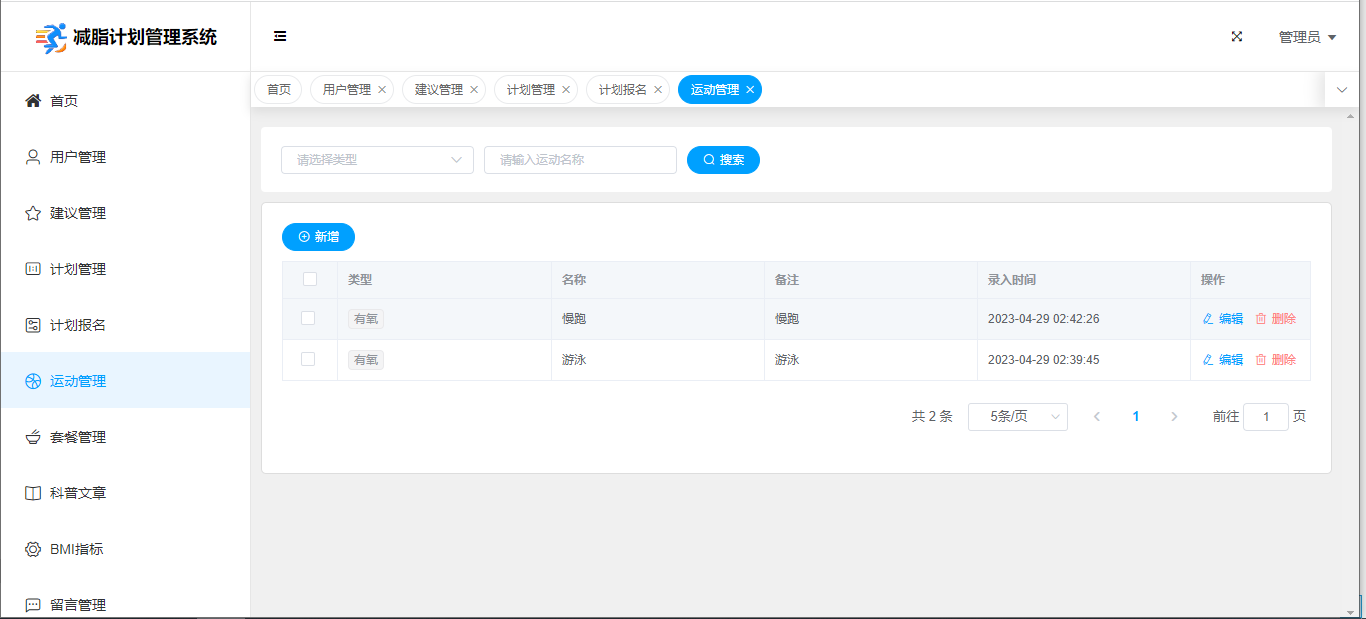 减脂计划管理系统
管理员
首页 用户管理 建议管理 计划管理 计划报名 运动管理
首页
用户管理
建议管理
计划管理
计划报名
运动管理
套餐管理
科普文章
BMI指标
留言管理
请选择类型 请输入运动名称 搜索
新增
类型 名称 备注 录入时间 操作
有氧 慢跑 慢跑 2023-04-29 02:42:26 编辑 删除
有氧 游泳 游泳 2023-04-29 02:39:45 编辑 删除
共 2 条 5条/页 1 前往 1 页